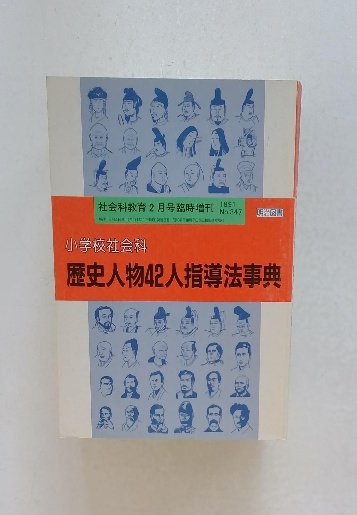 社会科教育2月号臨時増刊 1991 No.347
明治図書
小学校社会科
歴史人物42人指導法事典